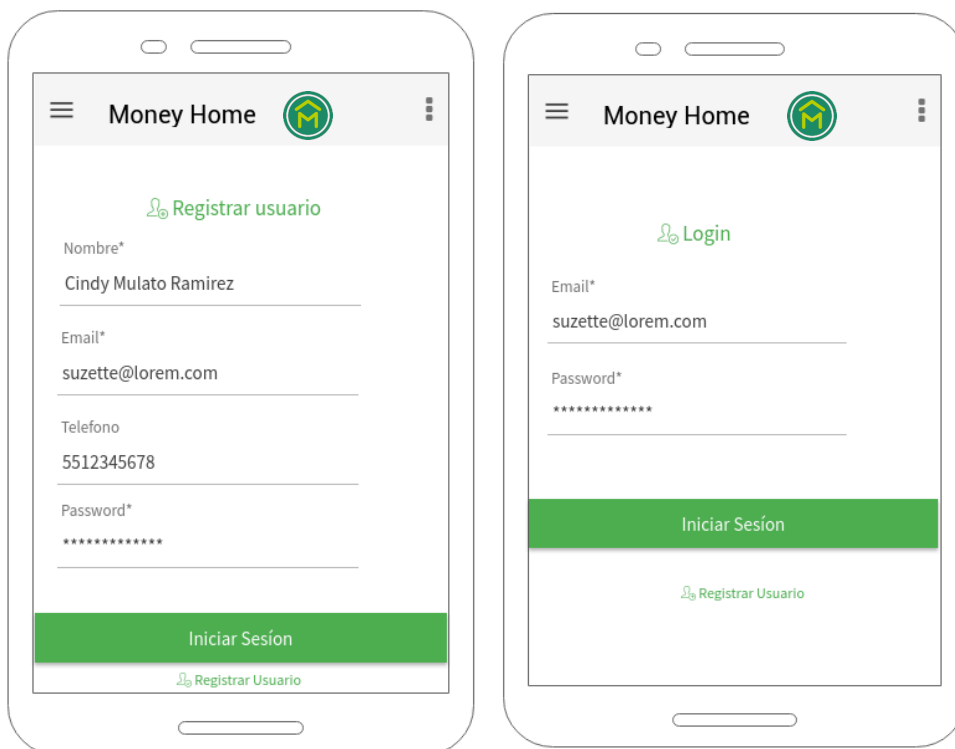 Money Home
Registrar usuario
Nombre*
Cindy Mulato Ramirez
Email*
suzette@lorem.com
Telefono
5512345678
Password*
*************
Iniciar Sesíon
Registrar Usuario
Money Home
Login
Email*
suzette@lorem.com
Password*
*************
Iniciar Sesíon
Registrar Usuario